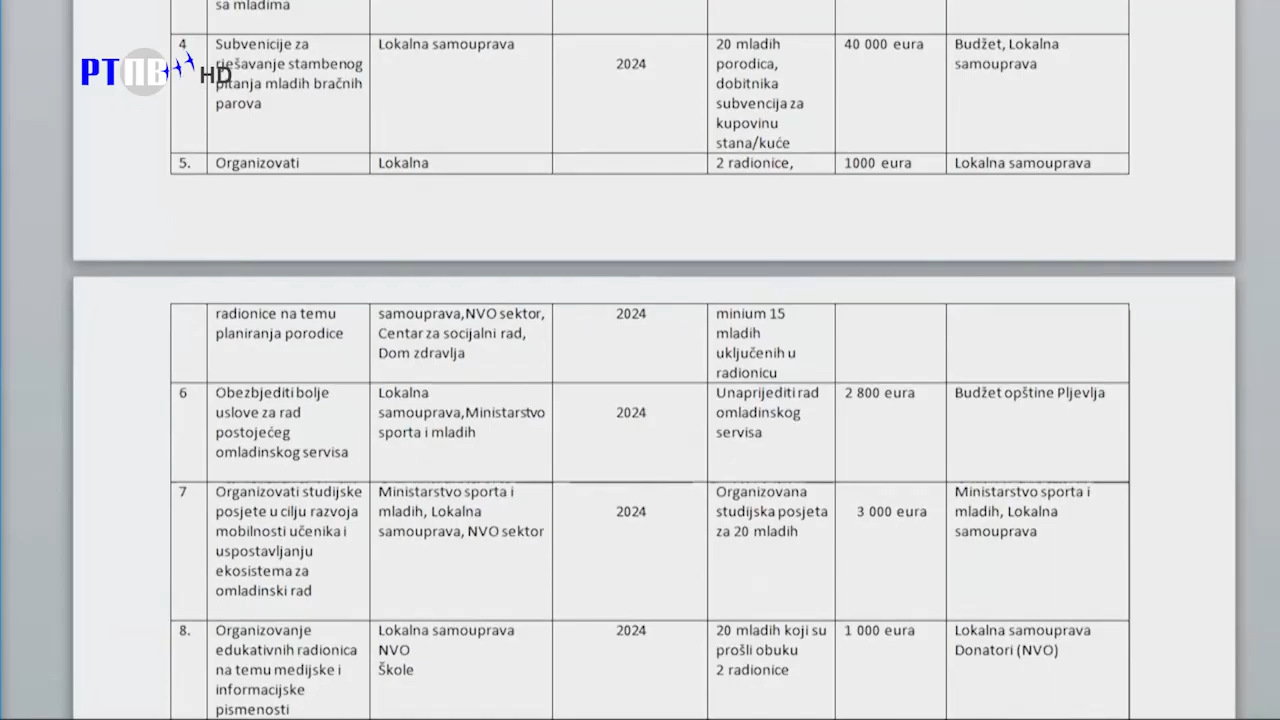 sa mladima
4 Subvenicije za Lokalna samouprava 20 mladih 40 000 eura Budžet, Lokalna
rješavanje stambenog 2024 porodica, samouprava
pitanja mladih bračnih dobitnika
parova subvencija za
kupovinu
stana/kuće
РТПВ HD
5. Organizovati Lokalna 2 radionice, 1000 eura Lokalna samouprava
radionice na temu samouprava,NVO sektor, 2024 minium 15
planiranja porodice Centar za socijalni rad, mladih
Dom zdravlja uključenih u
radionicu
6 Obezbjediti bolje Lokalna Unaprijediti rad 2 800 eura Budžet opštine Pljevlja
uslove za rad samouprava,Ministarstvo 2024 omladinskog
postojećeg sporta i mladih servisa
omladinskog servisa
7 Organizovati studijske Ministarstvo sporta i Organizovana Ministarstvo sporta i
posjete u cilju razvoja mladih, Lokalna 2024 studijska posjeta 3 000 eura mladih, Lokalna
mobilnosti učenika i samouprava, NVO sektor za 20 mladih samouprava
uspostavljanju
ekosistema za
omladinski rad
8. Organizovanje Lokalna samouprava 2024 20 mladih koji su 1 000 eura Lokalna samouprava
edukativnih radionica NVO prošli obuku Donatori (NVO)
na temu medijske i Škole 2 radionice
informacijske
pismenosti